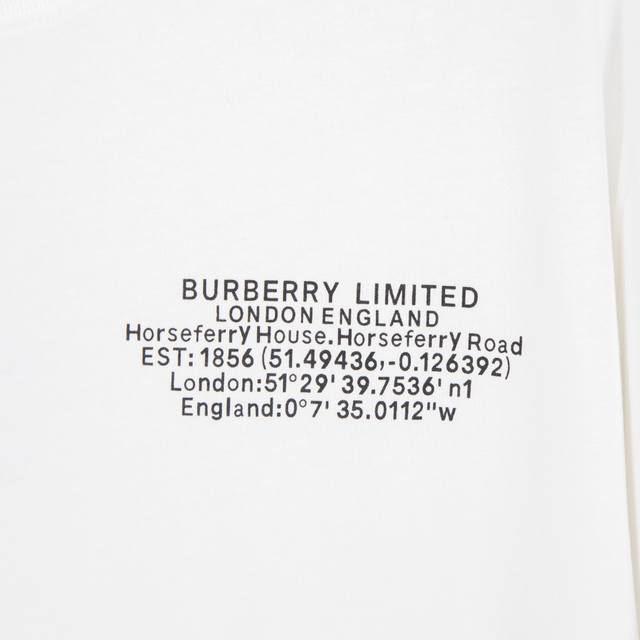 BURBERRY LIMITED
LONDON ENGLAND
Horseferry House.Horseferry Road
EST: 1856 (51.49436,-0.126392)
London:51°29'39.7536' n1
England:0°7'35.0112"w